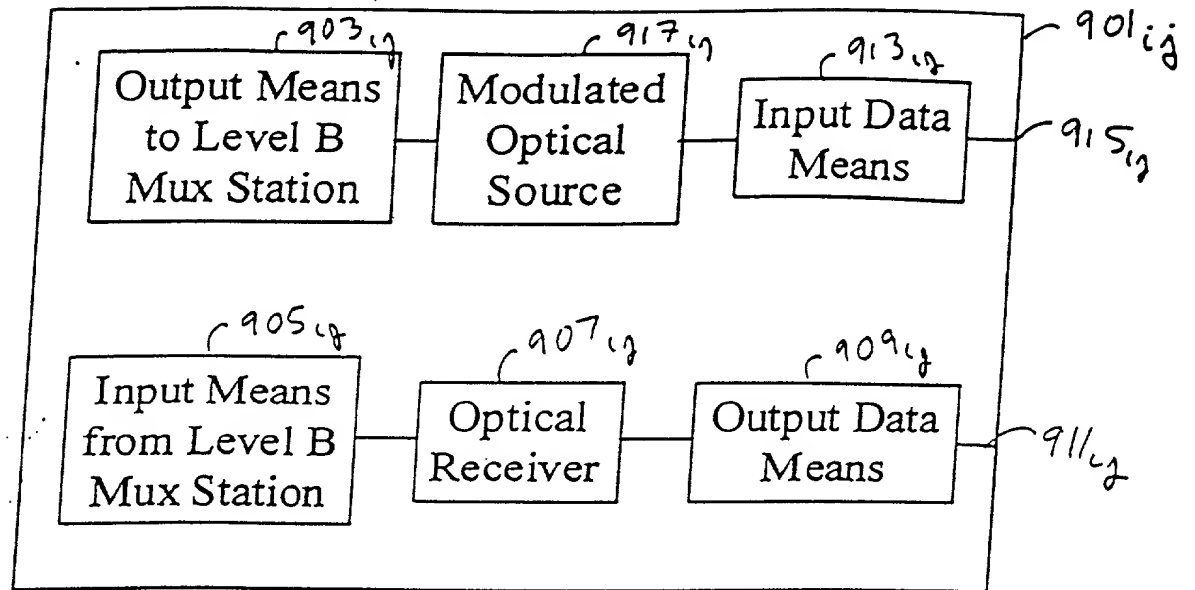 903ij
917ij
913ij
901ij
Output Means
to Level B
Mux Station
Modulated
Optical
Source
Input Data
Means
915ij
905ij
907ij
909ij
Input Means
from Level B
Mux Station
Optical
Receiver
Output Data
Means
911ij